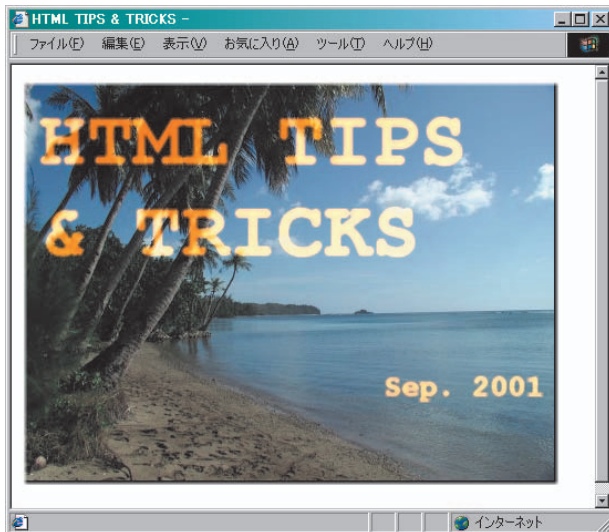 HTML TIPS & TRICKS -
ファイル(F) 編集(E) 表示(V) お気に入り(A) ツール(T) ヘルプ(H)
HTML TIPS
& TRICKS
Sep. 2001
インターネット